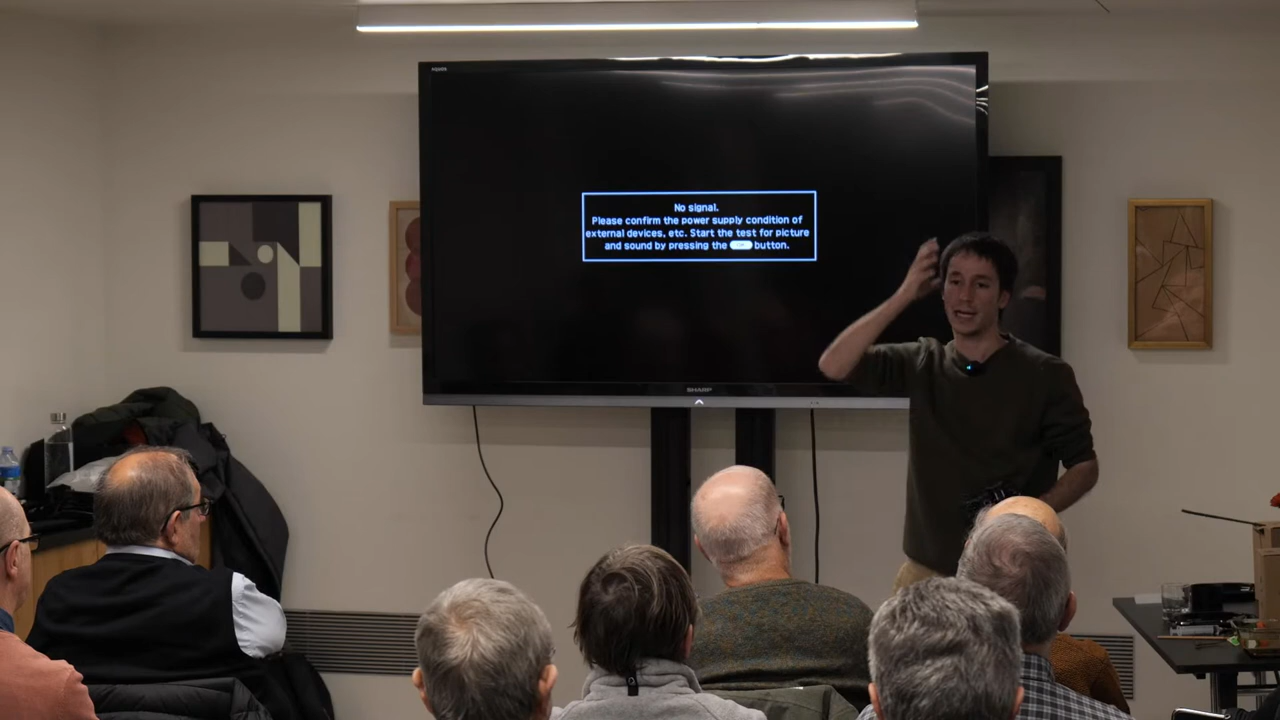 No signal.
Please confirm the power supply condition of
external devices, etc. Start the test for picture
and sound by pressing the button.
SHARP